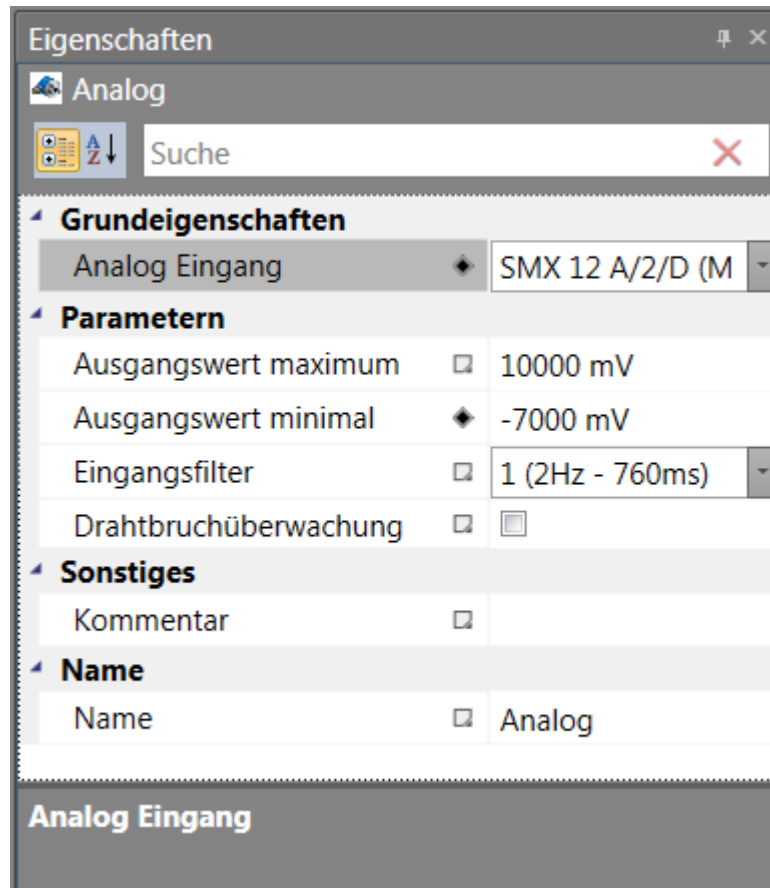 Eigenschaften
Analog
Suche
Grundeigenschaften
Analog Eingang SMX 12 A/2/D (M
Parametern
Ausgangswert maximum 10000 mV
Ausgangswert minimal -7000 mV
Eingangsfilter 1 (2Hz - 760ms)
Drahtbruchüberwachung
Sonstiges
Kommentar
Name
Name Analog
Analog Eingang